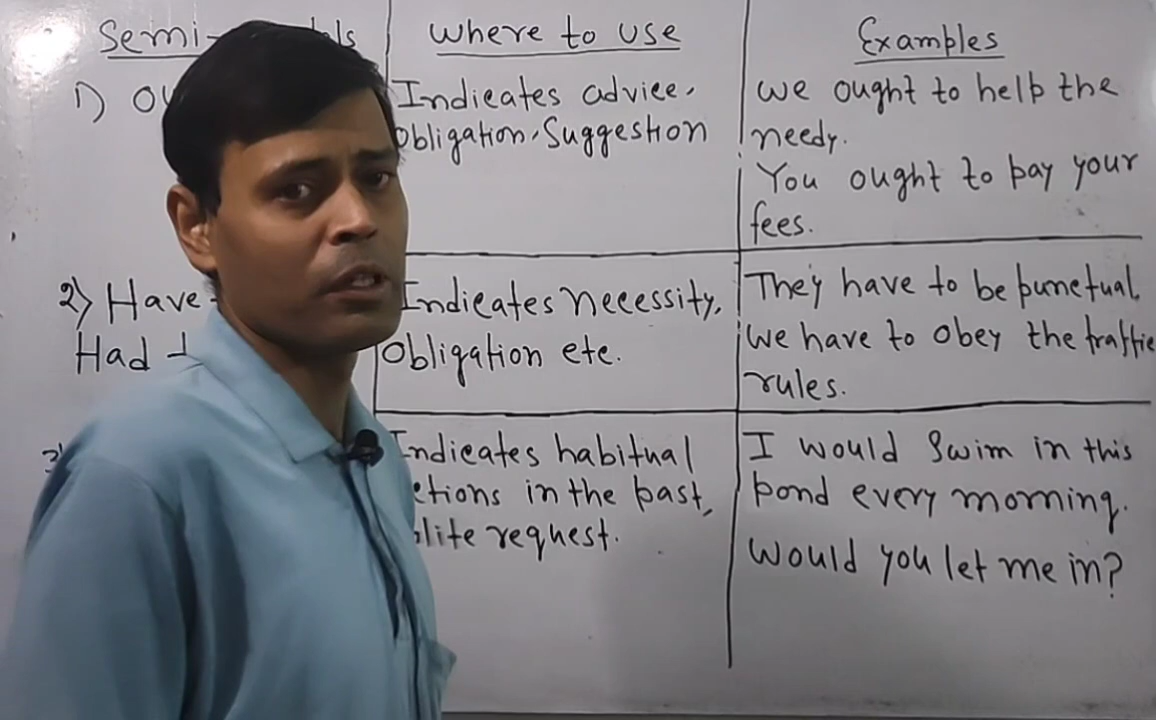 Semi-
Where to use
Examples
1)
Indicates advice,
Obligation, Suggestion
We ought to help the
needy.
You ought to pay your
fees.
2) Have
Had
Indicates necessity,
Obligation etc.
They have to be punctual.
We have to obey the traffic
rules.
3)
Indicates habitual
in the past,
request.
I would swim in this
pond every morning.
Would you let me in?